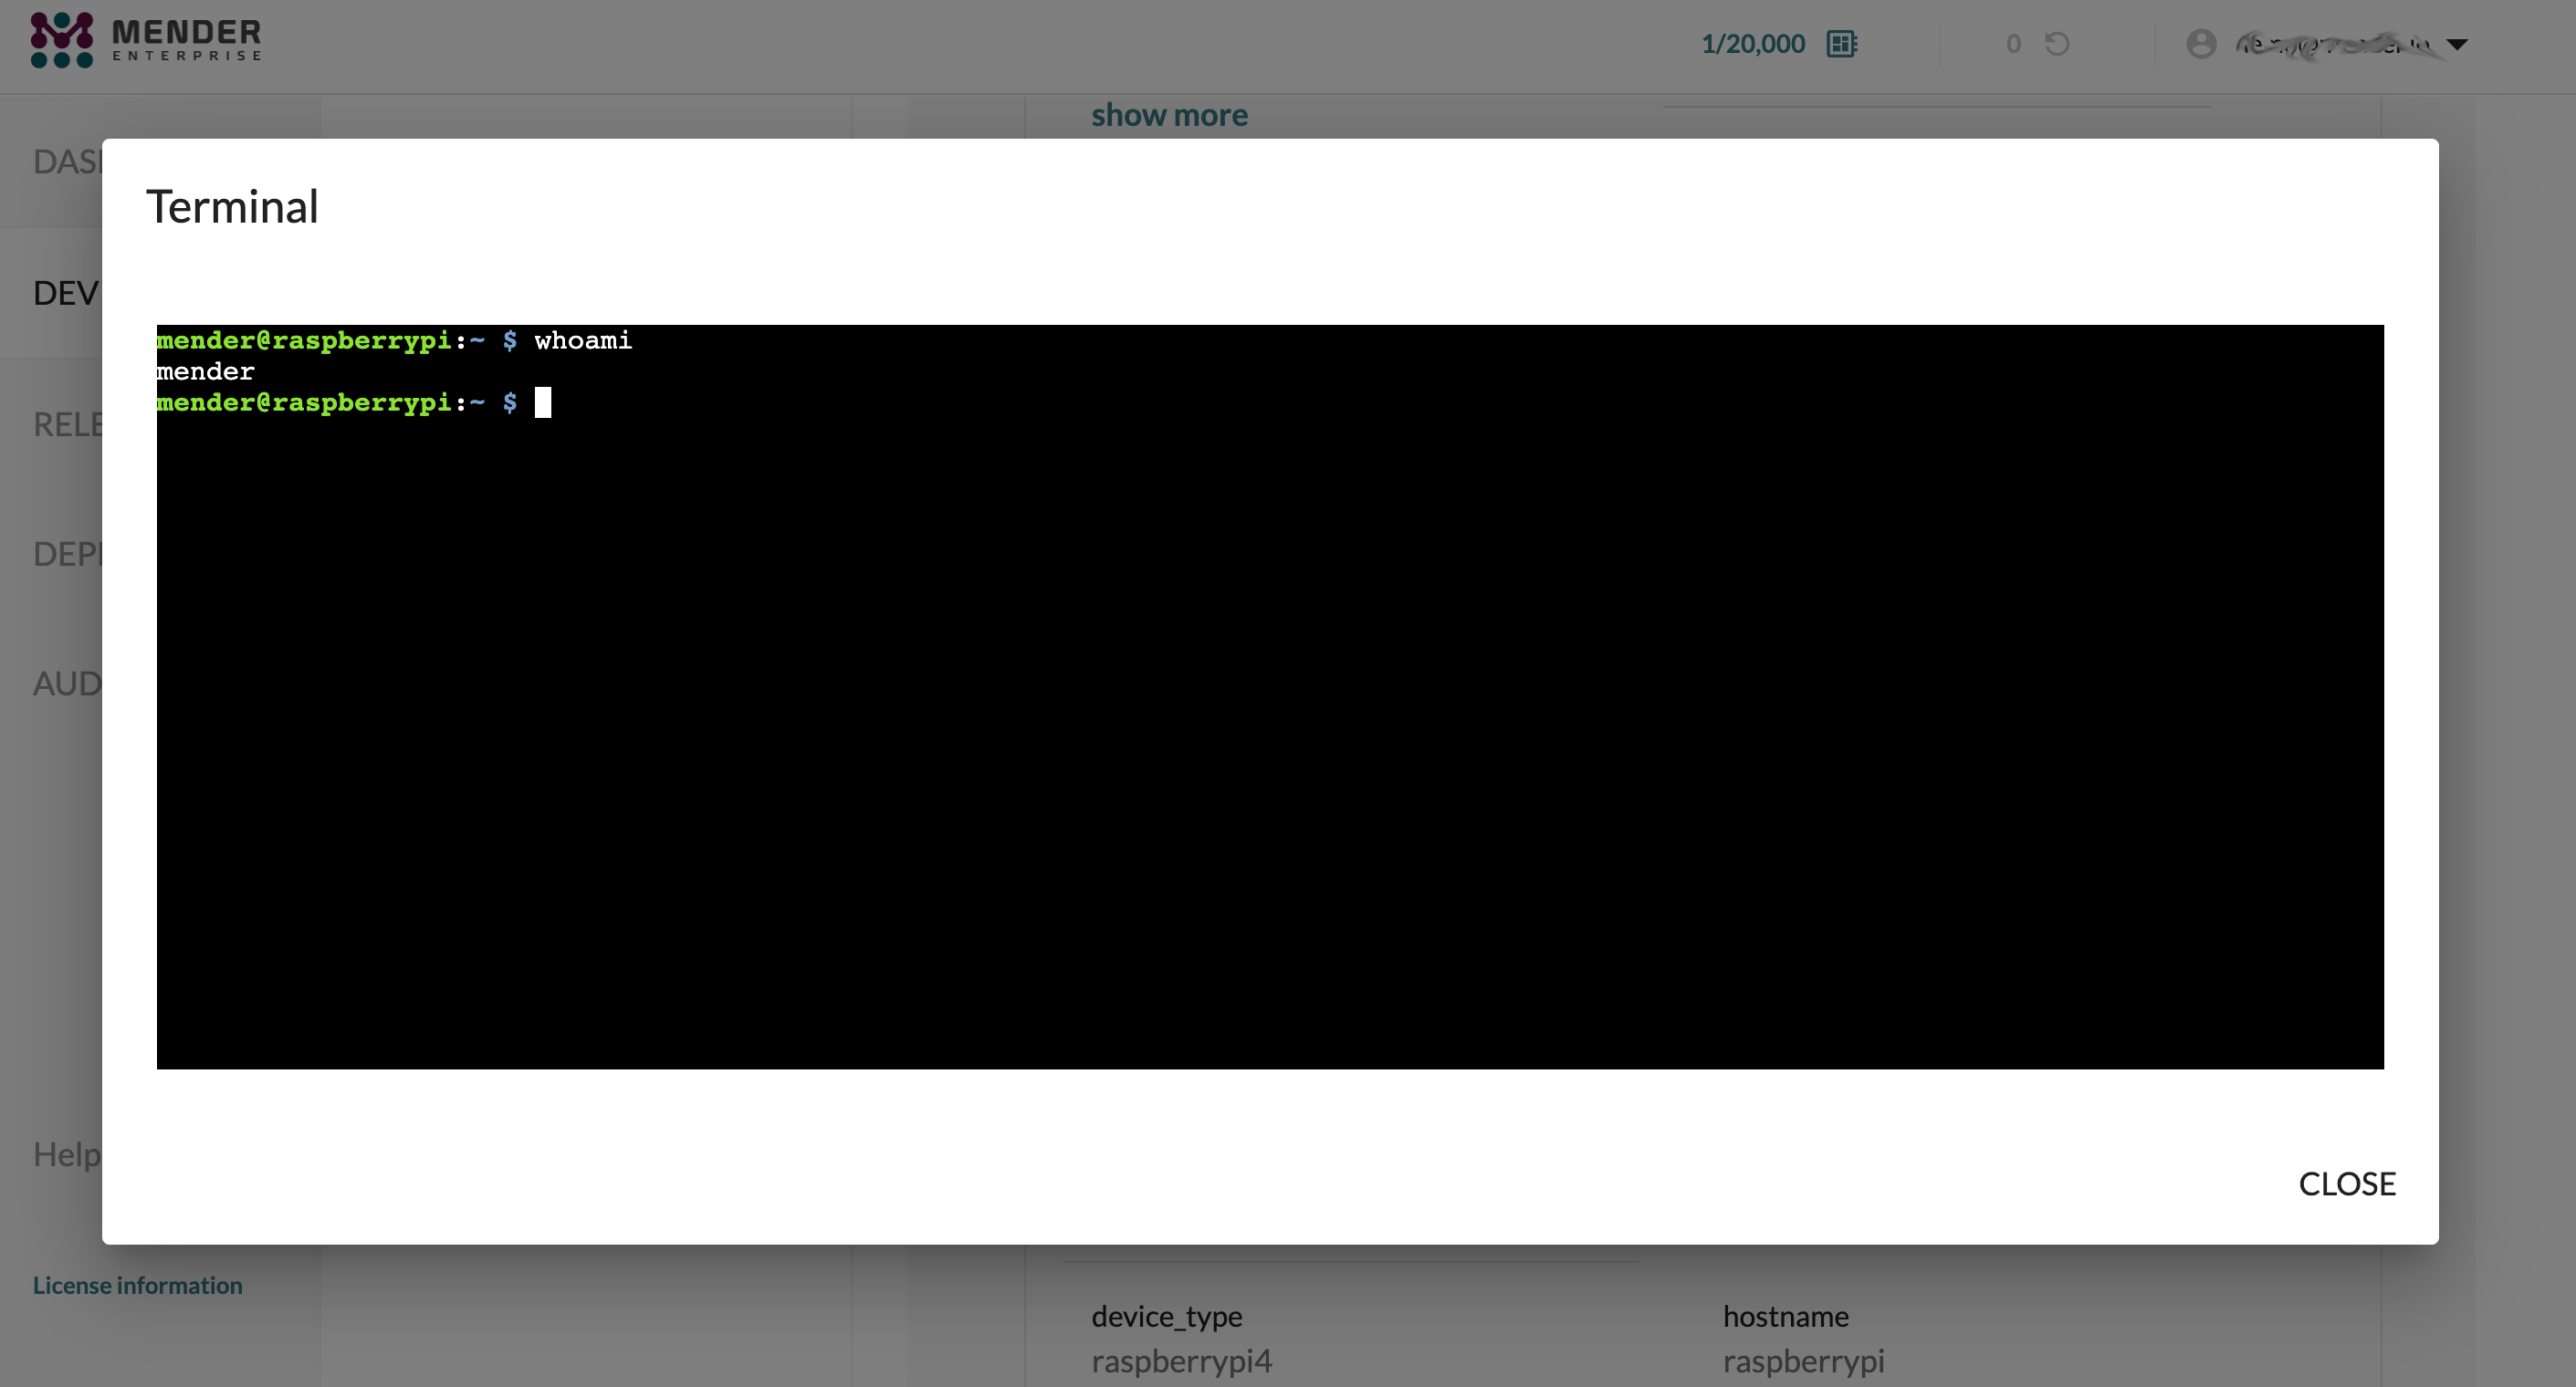 MENDER
ENTERPRISE
1/20,000
0
show more
DAS
DEV
RELE
DEP
AUD
Help
License information
Terminal
mender@raspberrypi:~ $ whoami
mender
mender@raspberrypi:~ $
CLOSE
device_type
raspberrypi4
hostname
raspberrypi